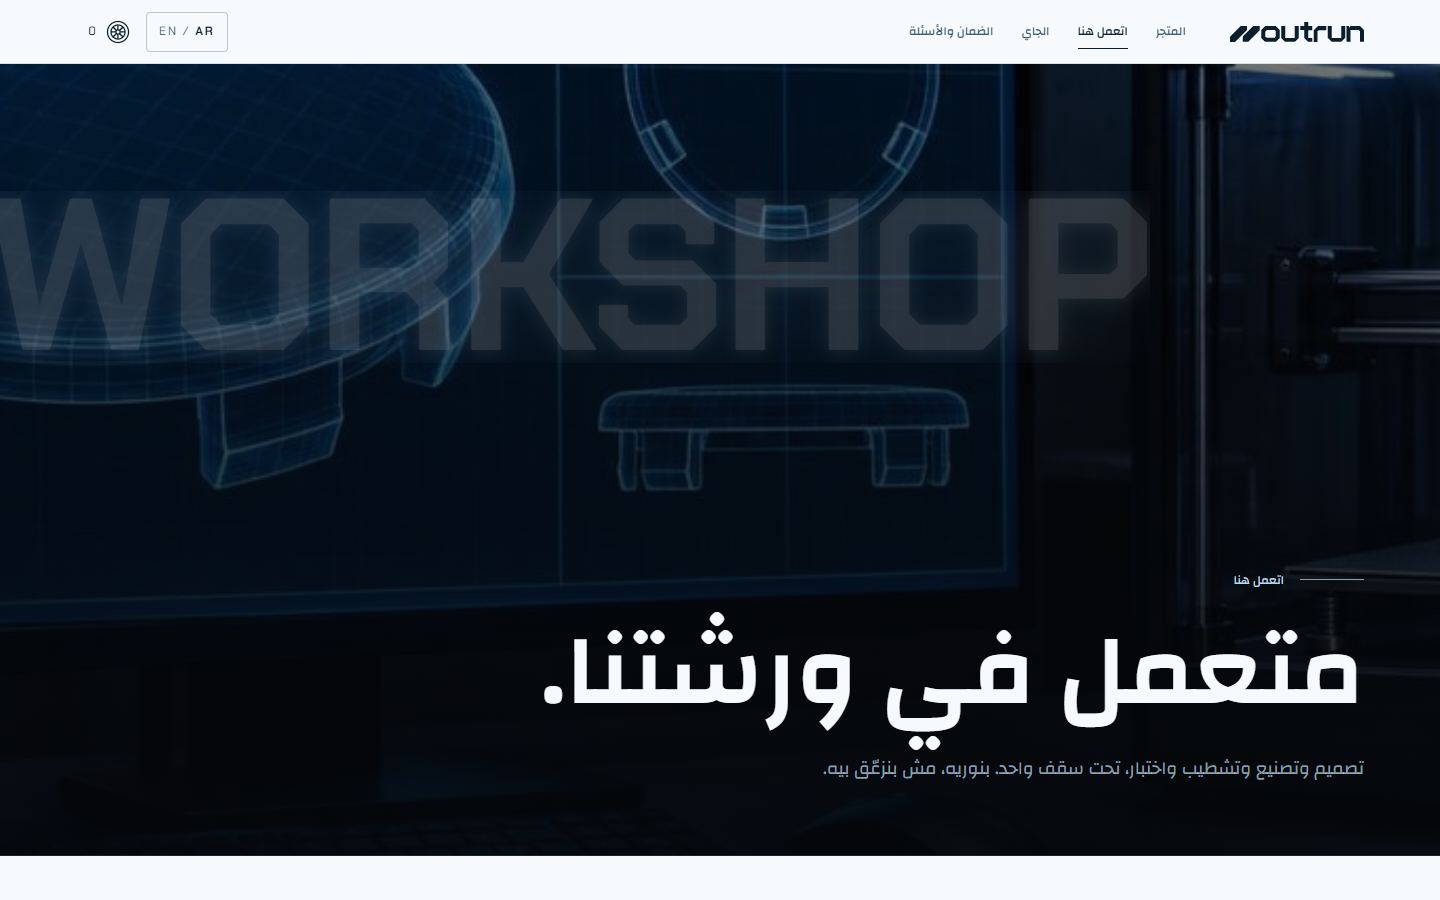 outrun
المتجر
اتعمل هنا
الجاي
الضمان والأسئلة
EN / AR
0
WORKSHOP
اتعمل هنا
متعمل في ورشتنا.
تصميم وتصنيع وتشطيب واختبار، تحت سقف واحد. بنوريه، مش بنزعّق بيه.